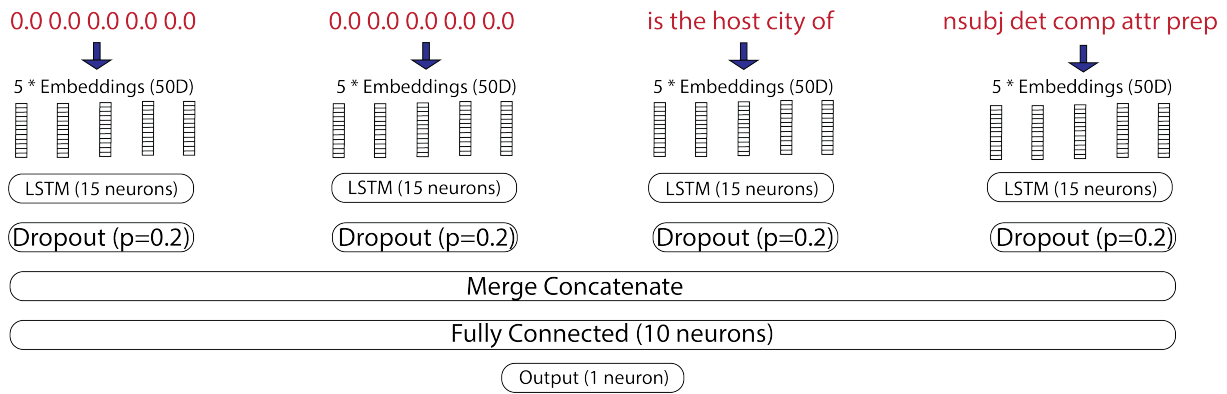 0.0 0.0 0.0 0.0 0.0 0.0 0.0 0.0 0.0 0.0 is the host city of nsubj det comp attr prep
5 * Embeddings (50D) 5 * Embeddings (50D) 5 * Embeddings (50D) 5 * Embeddings (50D)
LSTM (15 neurons) LSTM (15 neurons) LSTM (15 neurons) LSTM (15 neurons)
Dropout (p=0.2) Dropout (p=0.2) Dropout (p=0.2) Dropout (p=0.2)
Merge Concatenate
Fully Connected (10 neurons)
Output (1 neuron)